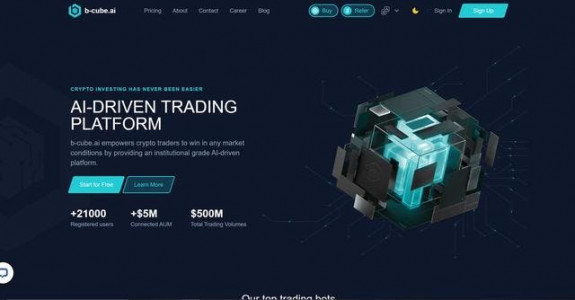 b-cube.ai
Pricing About Contact Career Blog Buy Refer Sign In Sign Up
CRYPTO INVESTING HAS NEVER BEEN EASIER
AI-DRIVEN TRADING
PLATFORM
b-cube.ai empowers crypto traders to win in any market
conditions by providing an institutional grade AI-driven
platform.
Start for Free Learn More
+21000 +$5M $500M
Registered users Connected AUM Total Trading Volumes
Our top trading bots